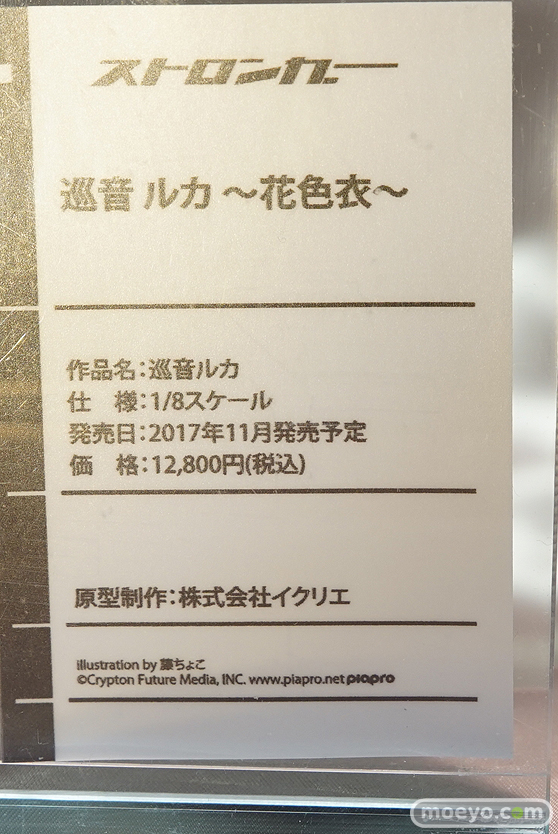 ストロンガー
巡音 ルカ ～花色衣～
作品名：巡音ルカ
仕　様：1/8スケール
発売日：2017年11月発売予定
価　格：12,800円(税込)
原型制作：株式会社イクリエ
illustration by 藤ちょこ
©Crypton Future Media, INC. www.piapro.net piapro
moeyo.com